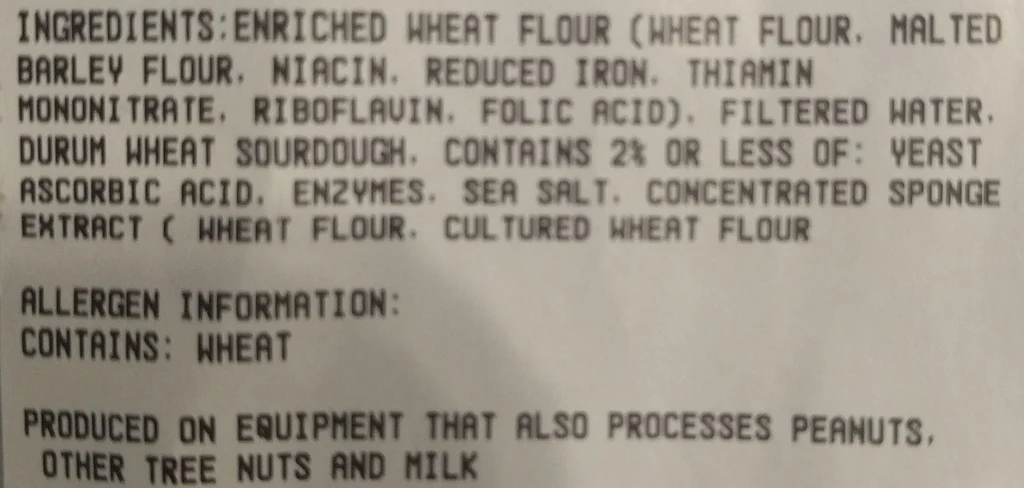 INGREDIENTS:ENRICHED WHEAT FLOUR (WHEAT FLOUR, MALTED
BARLEY FLOUR, NIACIN, REDUCED IRON, THIAMIN
MONONITRATE, RIBOFLAVIN, FOLIC ACID), FILTERED WATER,
DURUM WHEAT SOURDOUGH, CONTAINS 2% OR LESS OF: YEAST
ASCORBIC ACID, ENZYMES, SEA SALT, CONCENTRATED SPONGE
EXTRACT ( WHEAT FLOUR, CULTURED WHEAT FLOUR
ALLERGEN INFORMATION:
CONTAINS: WHEAT
PRODUCED ON EQUIPMENT THAT ALSO PROCESSES PEANUTS,
OTHER TREE NUTS AND MILK